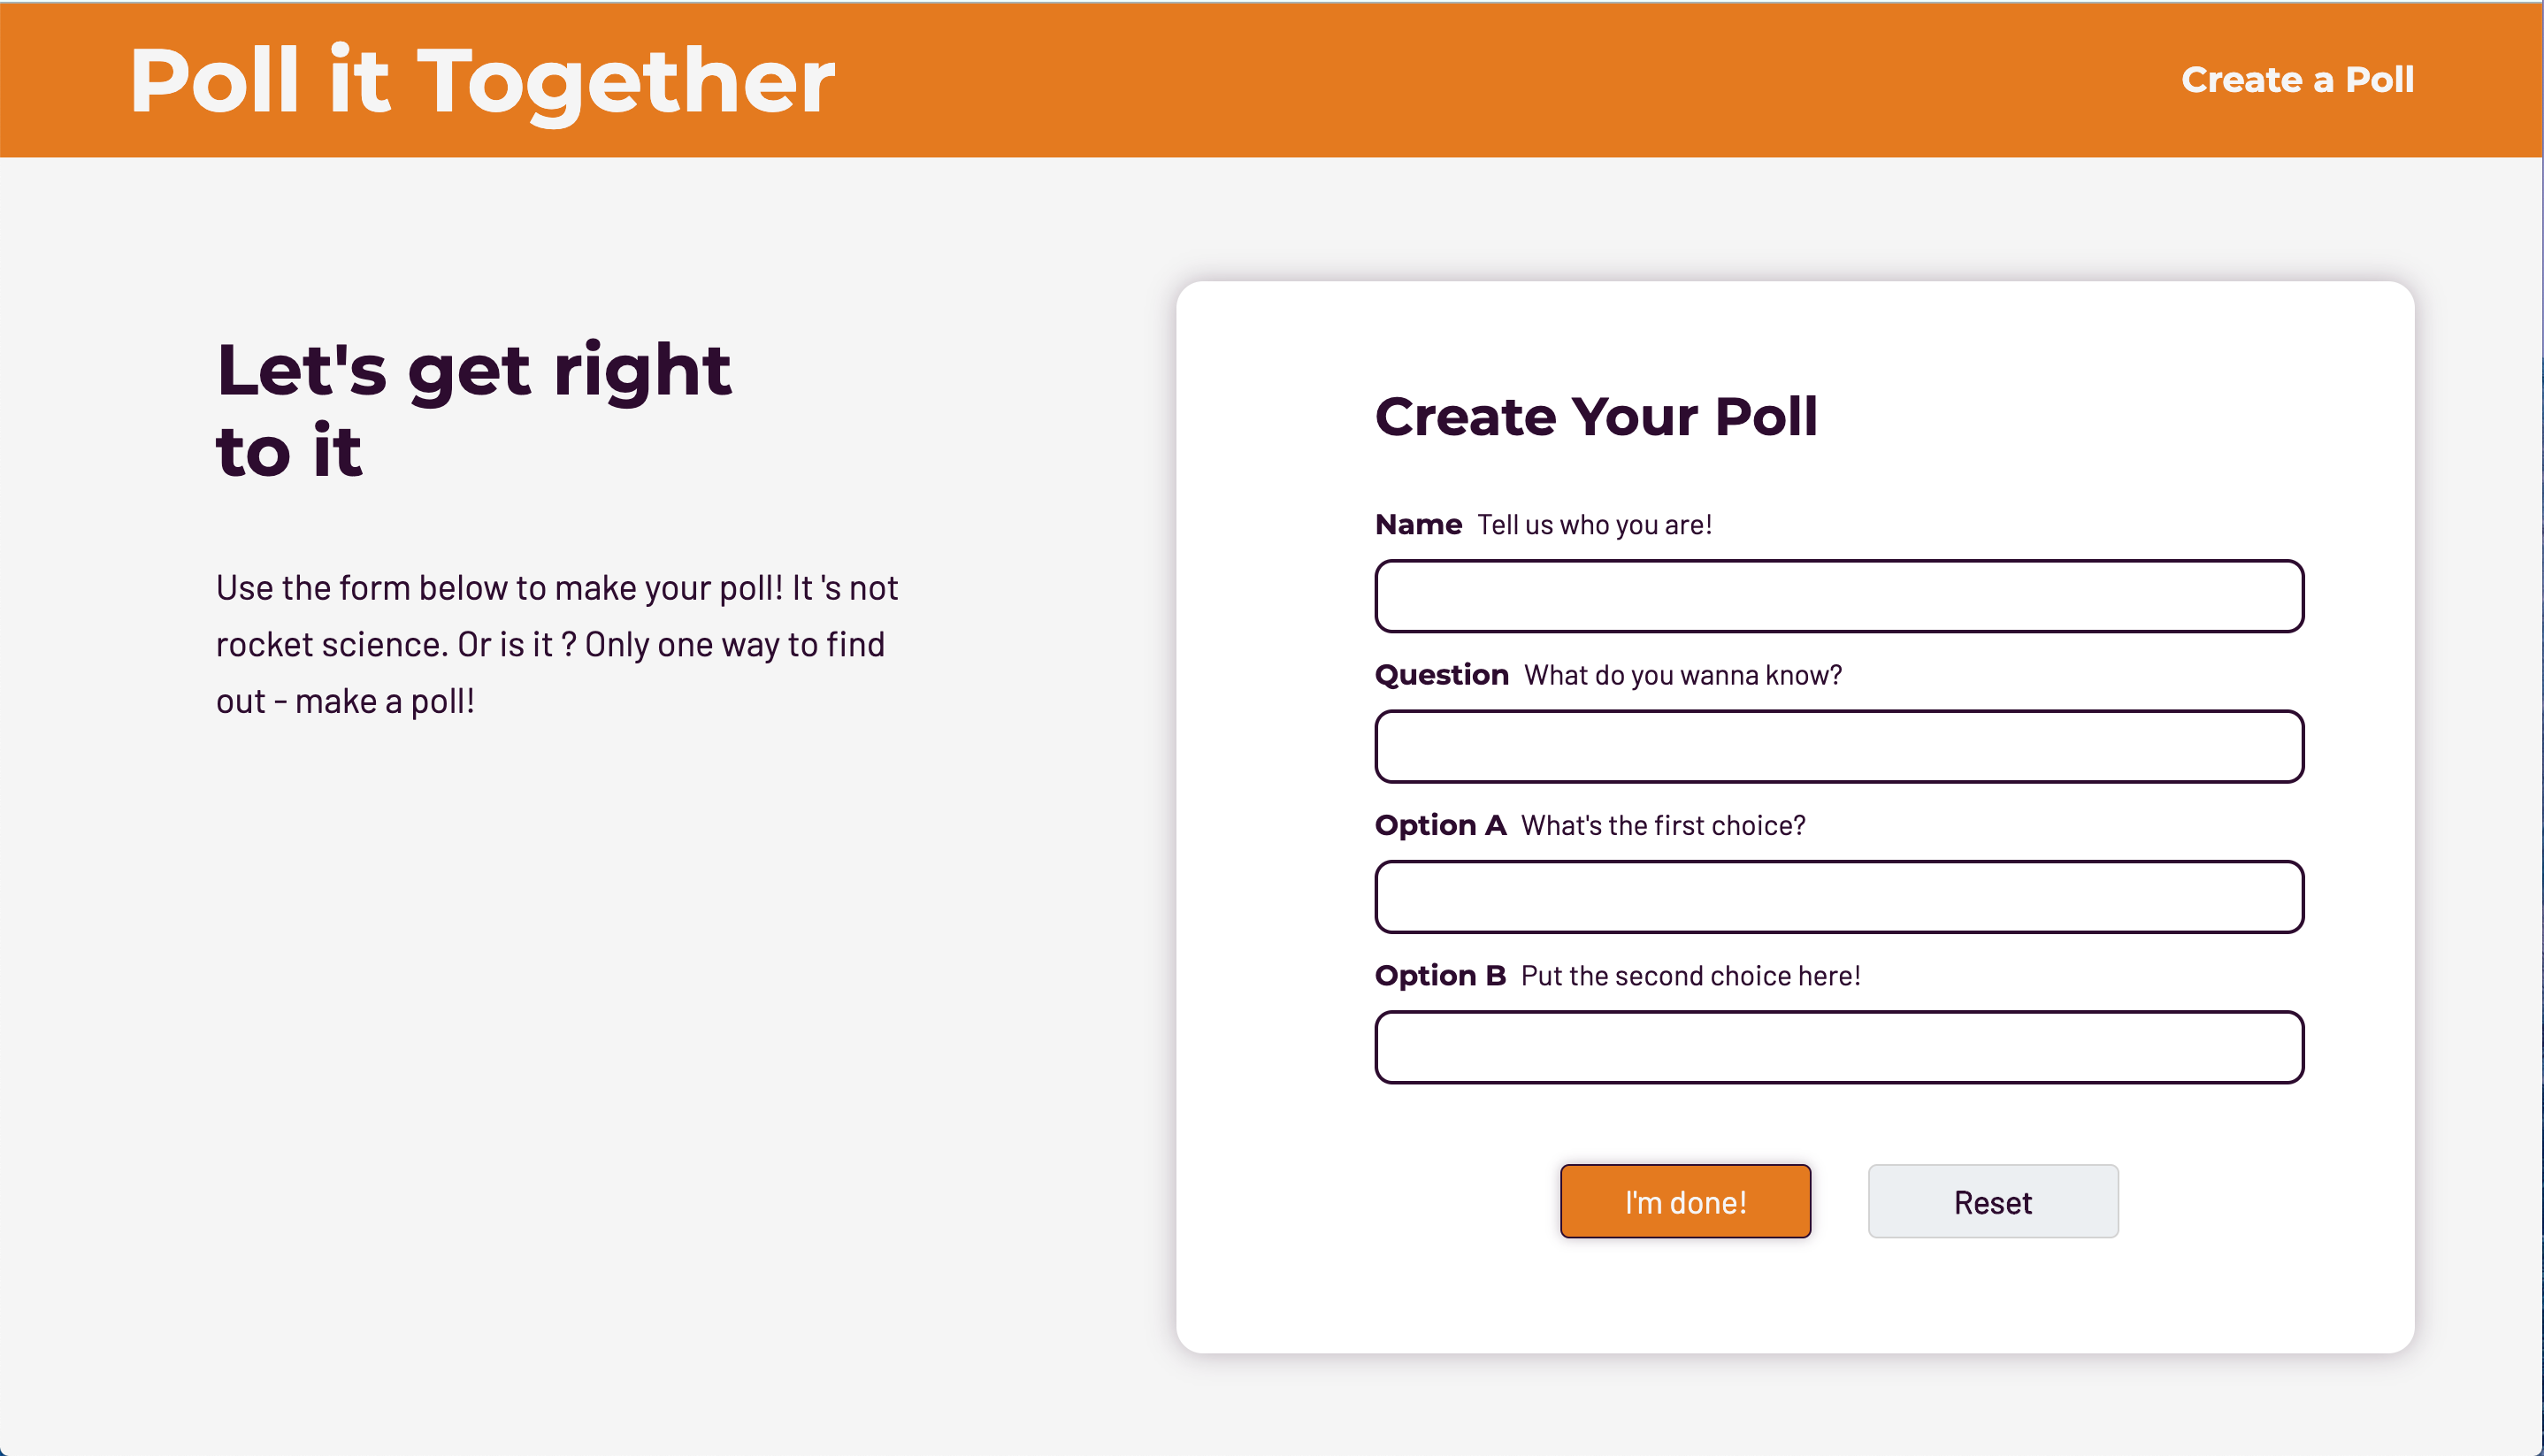 Poll it Together
Create a Poll
Let's get right
to it
Use the form below to make your poll! It 's not
rocket science. Or is it ? Only one way to find
out - make a poll!
Create Your Poll
Name Tell us who you are!
Question What do you wanna know?
Option A What's the first choice?
Option B Put the second choice here!
I'm done!
Reset